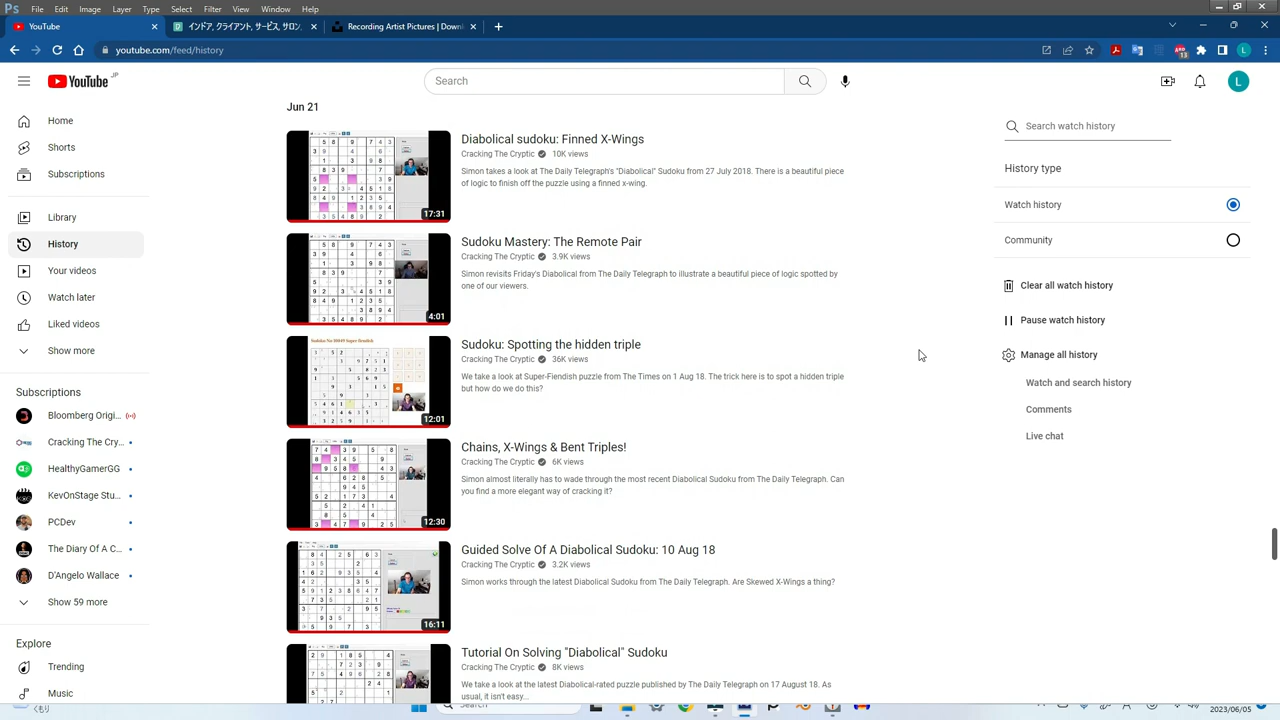 YouTube
インドア, クライアント, サービス, サロン,
Recording Artist Pictures | Down
youtube.com/feed/history
13
L
YouTube JP
Search
L
Home
Shorts
Subscriptions
Library
History
Your videos
Watch later
Liked videos
Show more
Subscriptions
Bloomberg Origi...
Cracking The Cry...
HealthyGamerGG
KevOnStage Stu...
PCDev
The Diary Of A C...
D'Angelo Wallace
Show 59 more
Explore
Trending
Music
Jun 21
17:31
Diabolical sudoku: Finned X-Wings
Cracking The Cryptic 10K views
Simon takes a look at The Daily Telegraph's "Diabolical" Sudoku from 27 July 2018. There is a beautiful piece
of logic to finish off the puzzle using a finned x-wing.
4:01
Sudoku Mastery: The Remote Pair
Cracking The Cryptic 3.9K views
Simon revisits Friday's Diabolical from The Daily Telegraph to illustrate a beautiful piece of logic spotted by
one of our viewers.
12:01
Sudoku: Spotting the hidden triple
Cracking The Cryptic 36K views
We take a look at Super-Fiendish puzzle from The Times on 1 Aug 18. The trick here is to spot a hidden triple
but how do we do this?
12:30
Chains, X-Wings & Bent Triples!
Cracking The Cryptic 6K views
Simon almost literally has to wade through the most recent Diabolical Sudoku from The Daily Telegraph. Can
you find a more elegant way of cracking it?
16:11
Guided Solve Of A Diabolical Sudoku: 10 Aug 18
Cracking The Cryptic 3.2K views
Simon works through the latest Diabolical Sudoku from The Daily Telegraph. Are Skewed X-Wings a thing?
Tutorial On Solving "Diabolical" Sudoku
Cracking The Cryptic 8K views
We take a look at the latest Diabolical-rated puzzle published by The Daily Telegraph on 17 August 18. As
usual, it isn't easy...
Search watch history
History type
Watch history
Community
Clear all watch history
Pause watch history
Manage all history
Watch and search history
Comments
Live chat
くもり
Search
2023/06/05